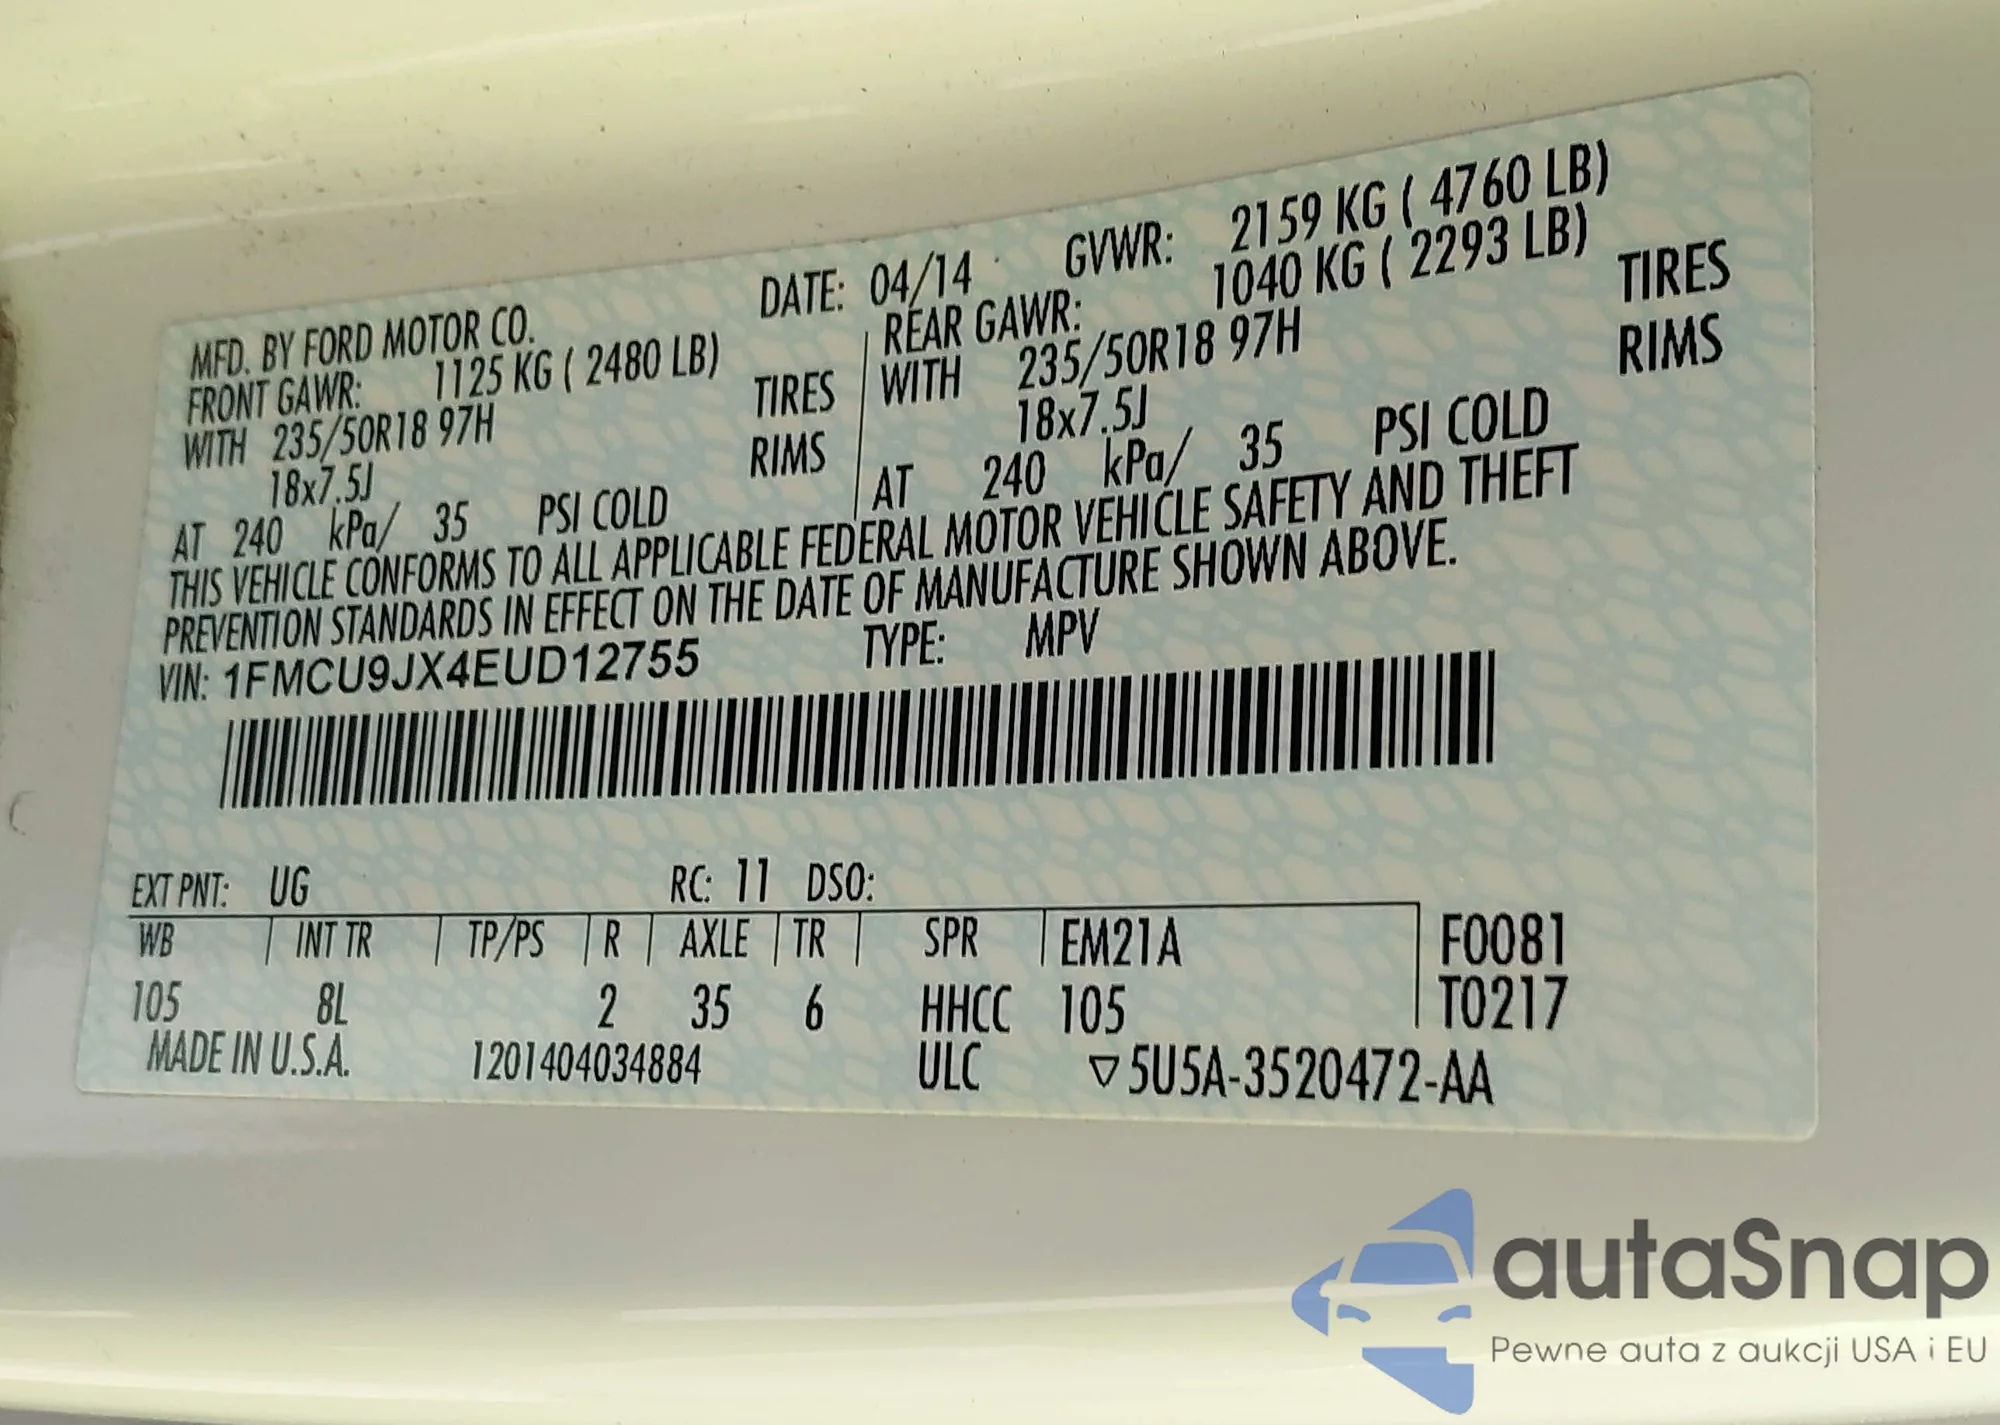 MFD. BY FORD MOTOR CO. DATE: 04/14 GVWR: 2159 KG ( 4760 LB)
FRONT GAWR: 1125 KG ( 2480 LB) REAR GAWR: 1040 KG ( 2293 LB)
WITH 235/50R18 97H TIRES WITH 235/50R18 97H TIRES
18x7.5J RIMS 18x7.5J RIMS
AT 240 kPa/ 35 PSI COLD AT 240 kPa/ 35 PSI COLD
THIS VEHICLE CONFORMS TO ALL APPLICABLE FEDERAL MOTOR VEHICLE SAFETY AND THEFT
PREVENTION STANDARDS IN EFFECT ON THE DATE OF MANUFACTURE SHOWN ABOVE.
VIN: 1FMCU9JX4EUD12755 TYPE: MPV
EXT PNT: UG RC: 11 DSO:
WB INT TR TP/PS R AXLE TR SPR EM21A F0081
105 8L 2 35 6 HHCC 105 T0217
MADE IN U.S.A. 1201404034884 ULC ▽5U5A-3520472-AA
autaSnap
Pewne auta z aukcji USA i EU